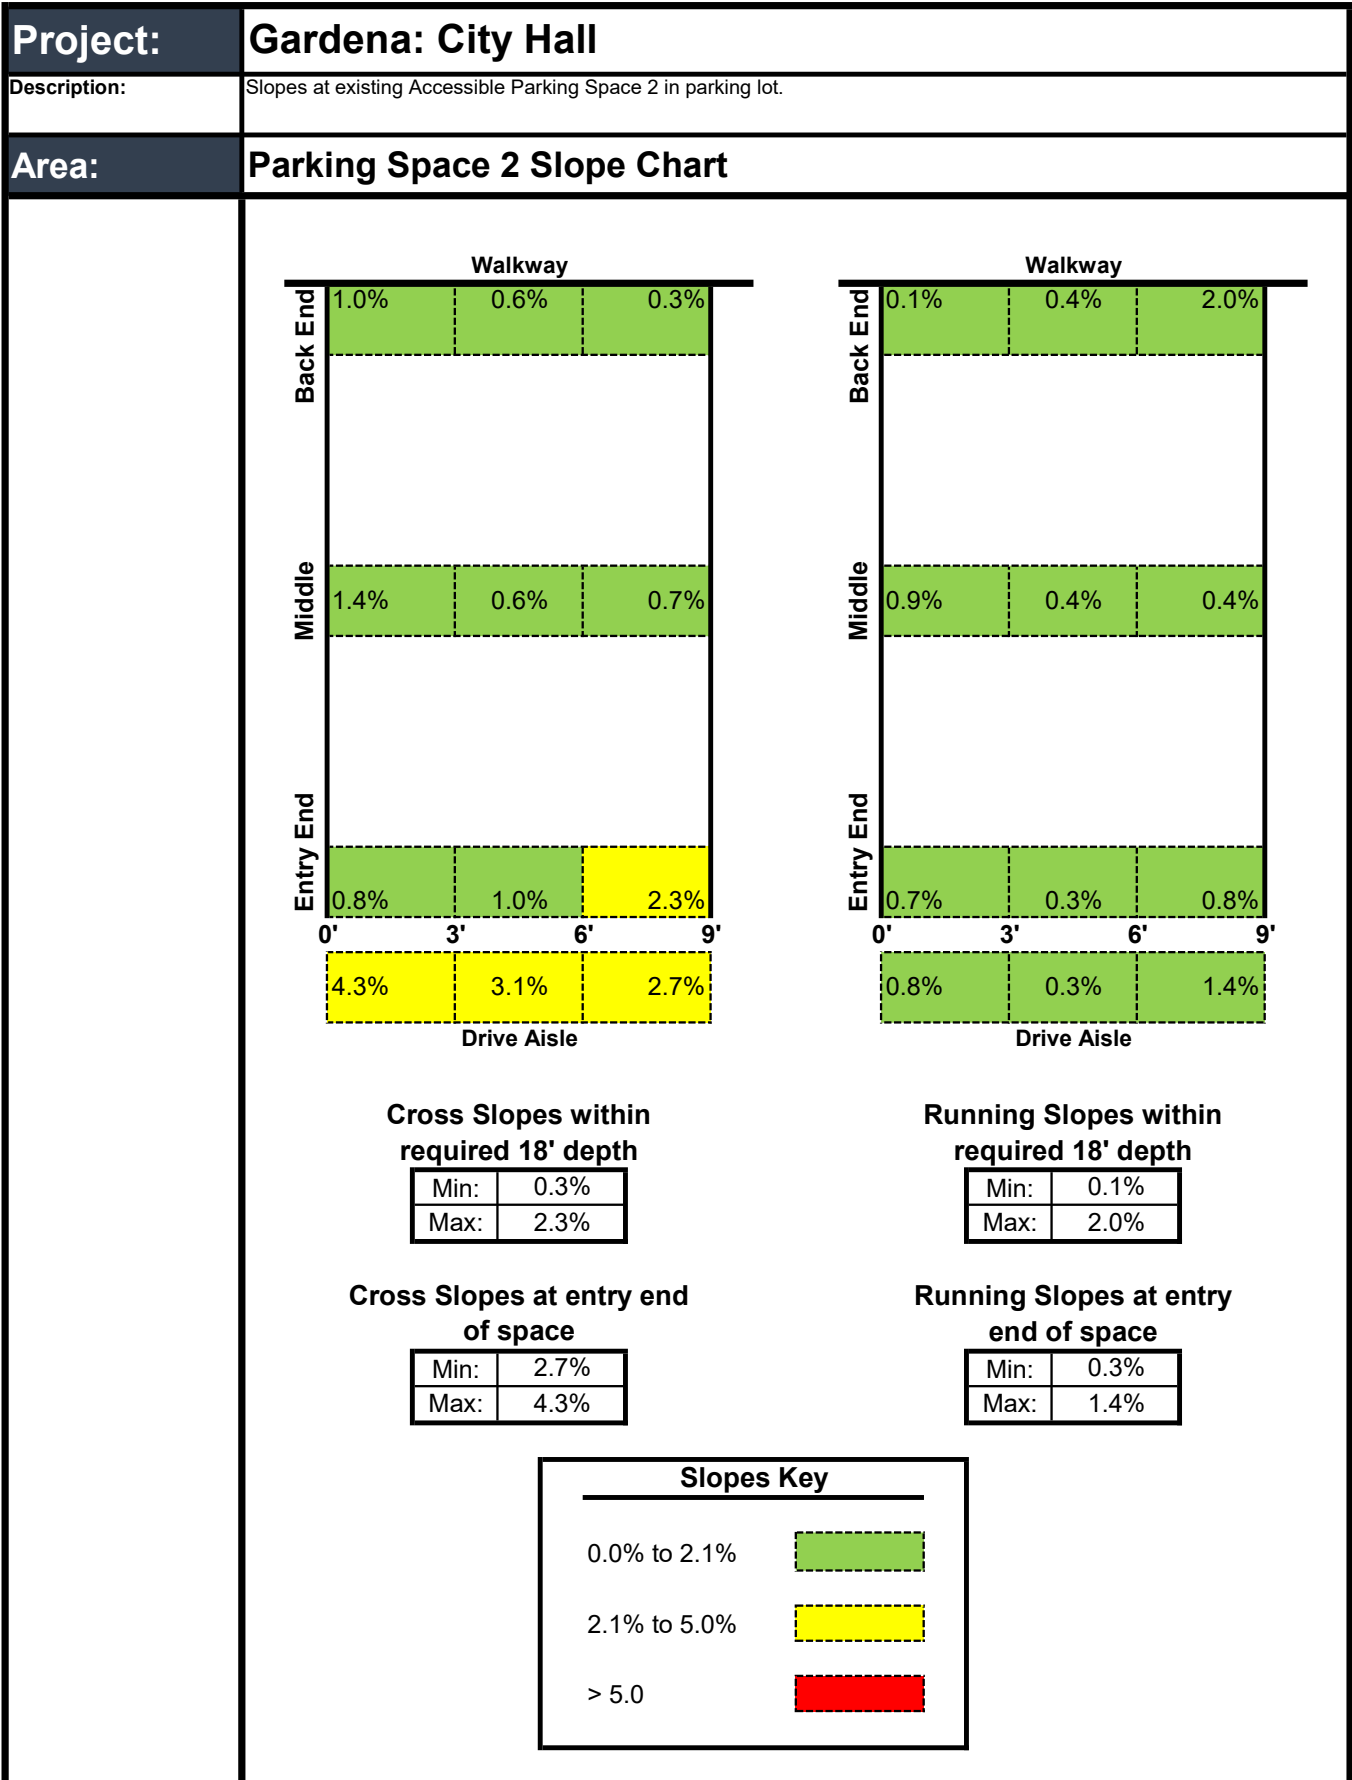 Project: Gardena: City Hall
Description: Slopes at existing Accessible Parking Space 2 in parking lot.
Area: Parking Space 2 Slope Chart
Walkway
Back End
1.0% 0.6% 0.3%
Middle
1.4% 0.6% 0.7%
Entry End
0.8% 1.0% 2.3%
0' 3' 6' 9'
4.3% 3.1% 2.7%
Drive Aisle
Cross Slopes within
required 18' depth
Min: 0.3%
Max: 2.3%
Cross Slopes at entry end
of space
Min: 2.7%
Max: 4.3%
Walkway
Back End
0.1% 0.4% 2.0%
Middle
0.9% 0.4% 0.4%
Entry End
0.7% 0.3% 0.8%
0' 3' 6' 9'
0.8% 0.3% 1.4%
Drive Aisle
Running Slopes within
required 18' depth
Min: 0.1%
Max: 2.0%
Running Slopes at entry
end of space
Min: 0.3%
Max: 1.4%
Slopes Key
0.0% to 2.1%
2.1% to 5.0%
> 5.0